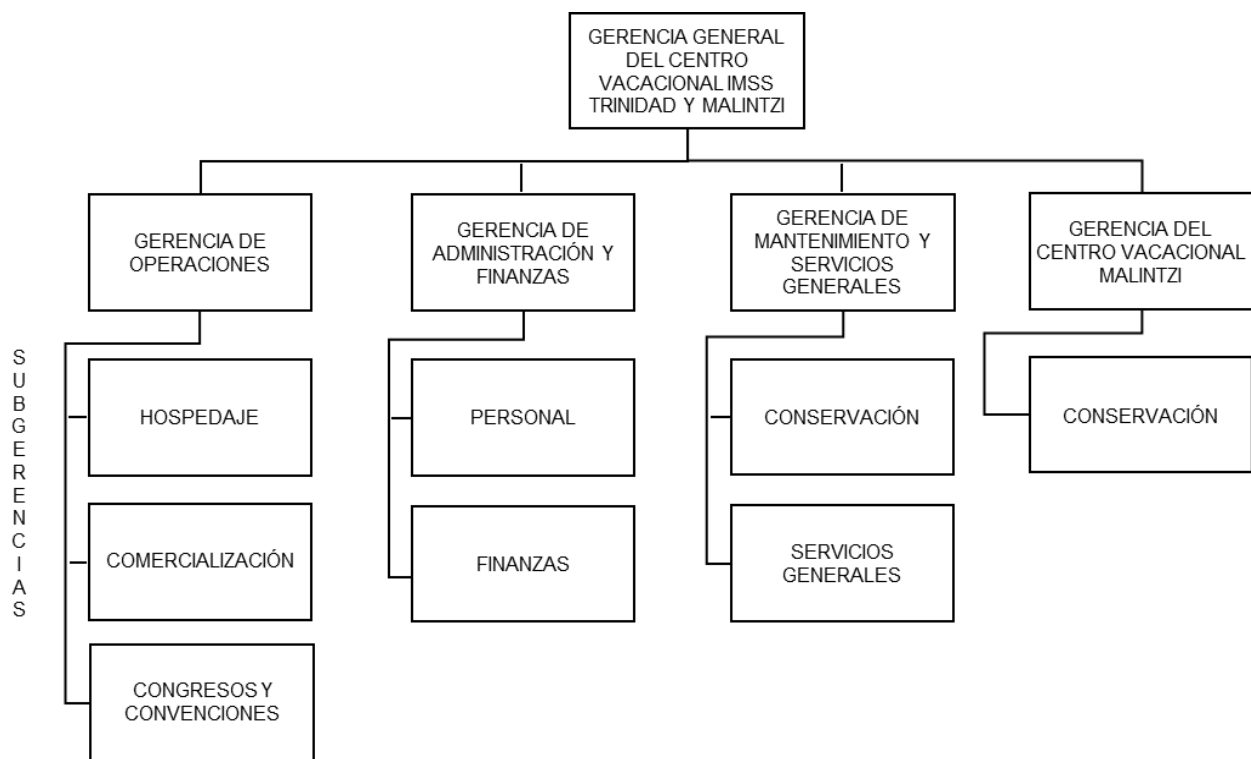 GERENCIA GENERAL
DEL CENTRO
VACACIONAL IMSS
TRINIDAD Y MALINTZI
GERENCIA DE
OPERACIONES
GERENCIA DE
ADMINISTRACIÓN Y
FINANZAS
GERENCIA DE
MANTENIMIENTO Y
SERVICIOS
GENERALES
GERENCIA DEL
CENTRO VACACIONAL
MALINTZI
SUBGERENCIAS
HOSPEDAJE
PERSONAL
CONSERVACIÓN
CONSERVACIÓN
COMERCIALIZACIÓN
FINANZAS
SERVICIOS
GENERALES
CONGRESOS Y
CONVENCIONES